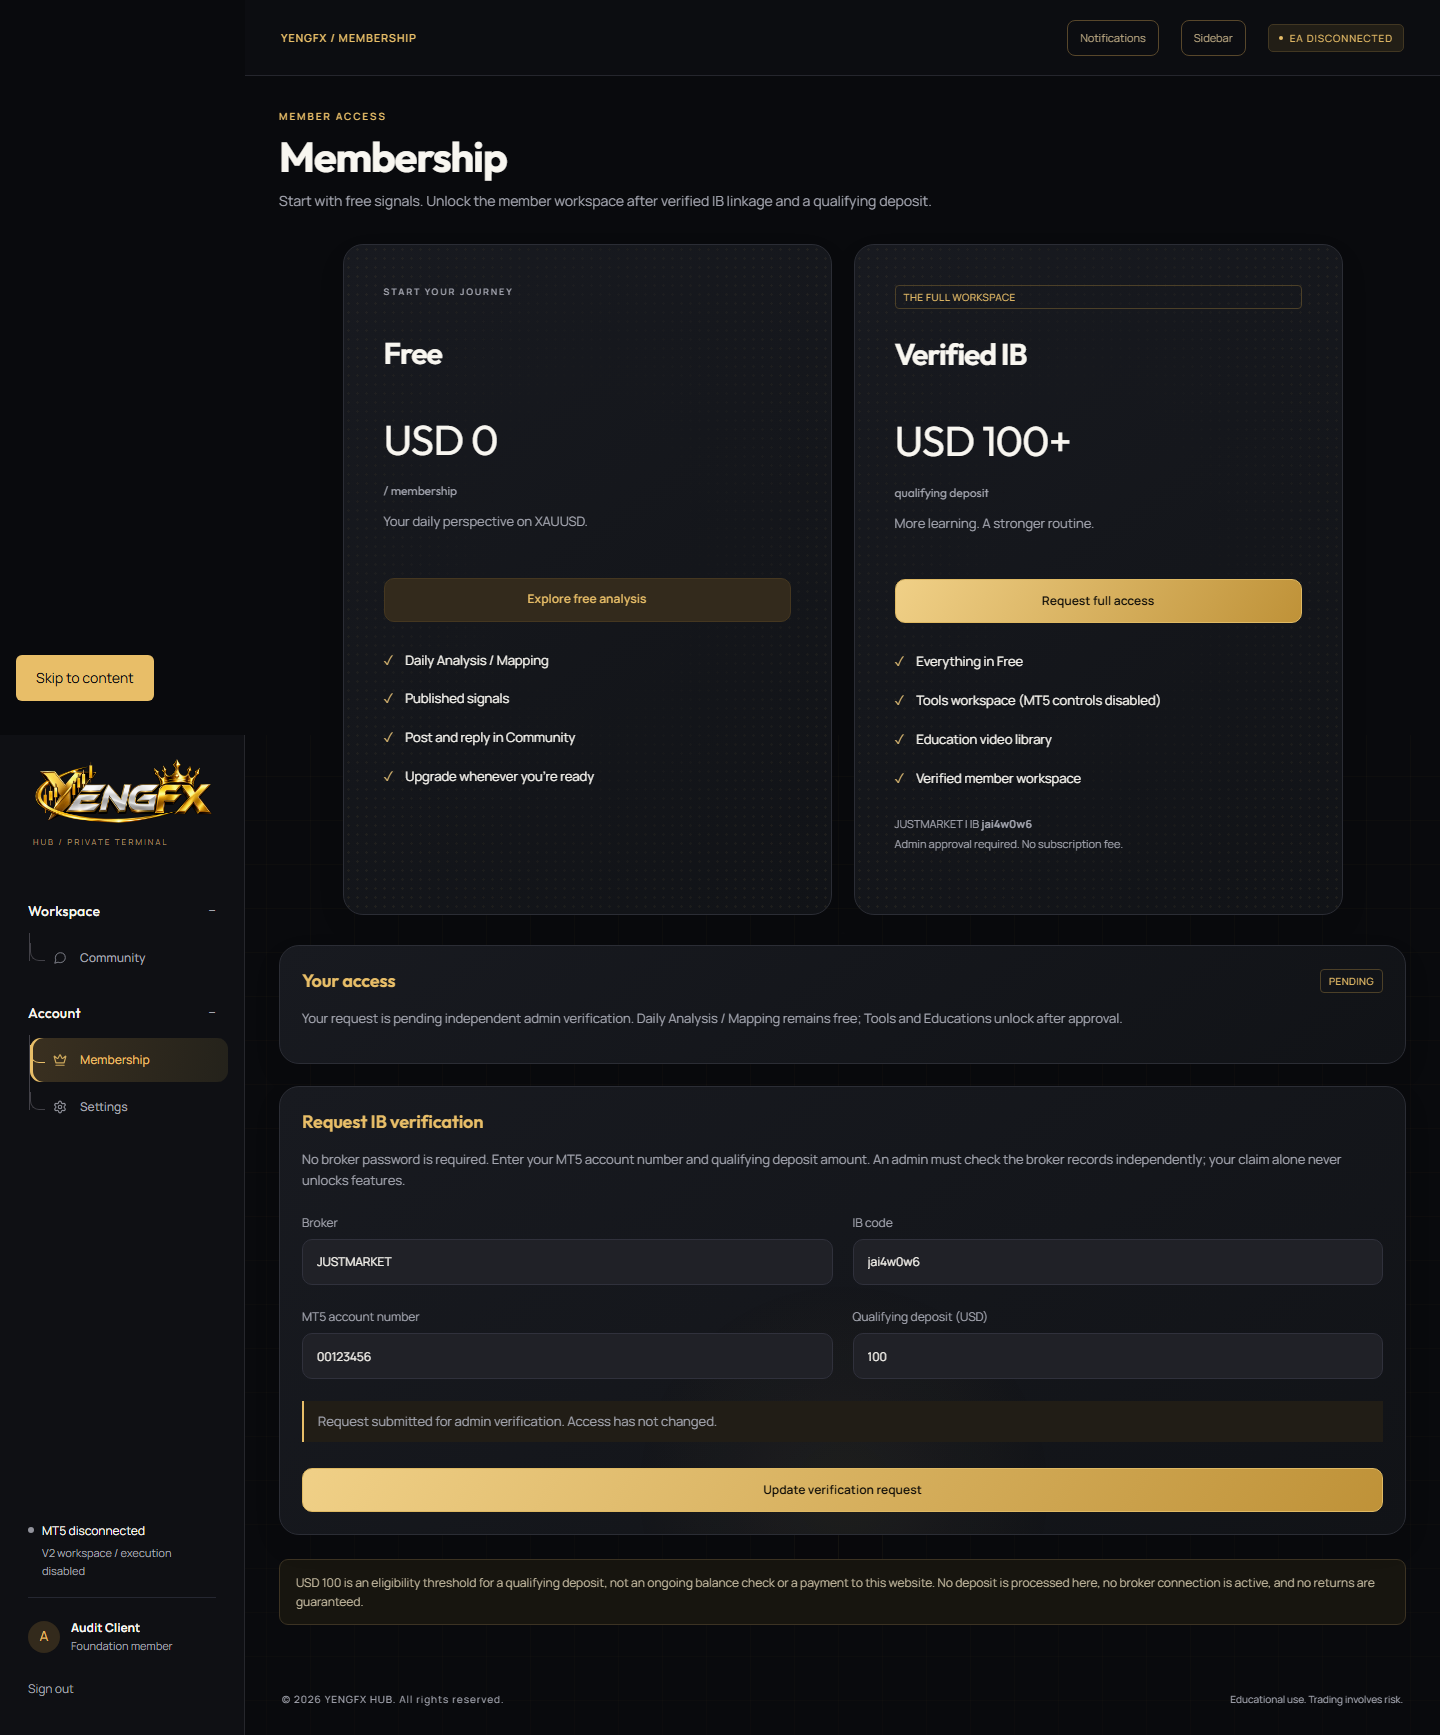 YENGFX / MEMBERSHIP
Notifications
Sidebar
EA DISCONNECTED
MEMBER ACCESS
Membership
Start with free signals. Unlock the member workspace after verified IB linkage and a qualifying deposit.
START YOUR JOURNEY
Free
USD 0
/ membership
Your daily perspective on XAUUSD.
Explore free analysis
✓ Daily Analysis / Mapping
✓ Published signals
✓ Post and reply in Community
✓ Upgrade whenever you're ready
THE FULL WORKSPACE
Verified IB
USD 100+
qualifying deposit
More learning. A stronger routine.
Request full access
✓ Everything in Free
✓ Tools workspace (MT5 controls disabled)
✓ Education video library
✓ Verified member workspace
JUSTMARKET | IB jai4w0w6
Admin approval required. No subscription fee.
Skip to content
YENGFX
HUB / PRIVATE TERMINAL
Workspace –
Community
Account –
Membership
Settings
MT5 disconnected
V2 workspace / execution
disabled
A
Audit Client
Foundation member
Sign out
Your access
PENDING
Your request is pending independent admin verification. Daily Analysis / Mapping remains free; Tools and Educations unlock after approval.
Request IB verification
No broker password is required. Enter your MT5 account number and qualifying deposit amount. An admin must check the broker records independently; your claim alone never
unlocks features.
Broker
JUSTMARKET
IB code
jai4w0w6
MT5 account number
00123456
Qualifying deposit (USD)
100
Request submitted for admin verification. Access has not changed.
Update verification request
USD 100 is an eligibility threshold for a qualifying deposit, not an ongoing balance check or a payment to this website. No deposit is processed here, no broker connection is active, and no returns are
guaranteed.
© 2026 YENGFX HUB. All rights reserved.
Educational use. Trading involves risk.